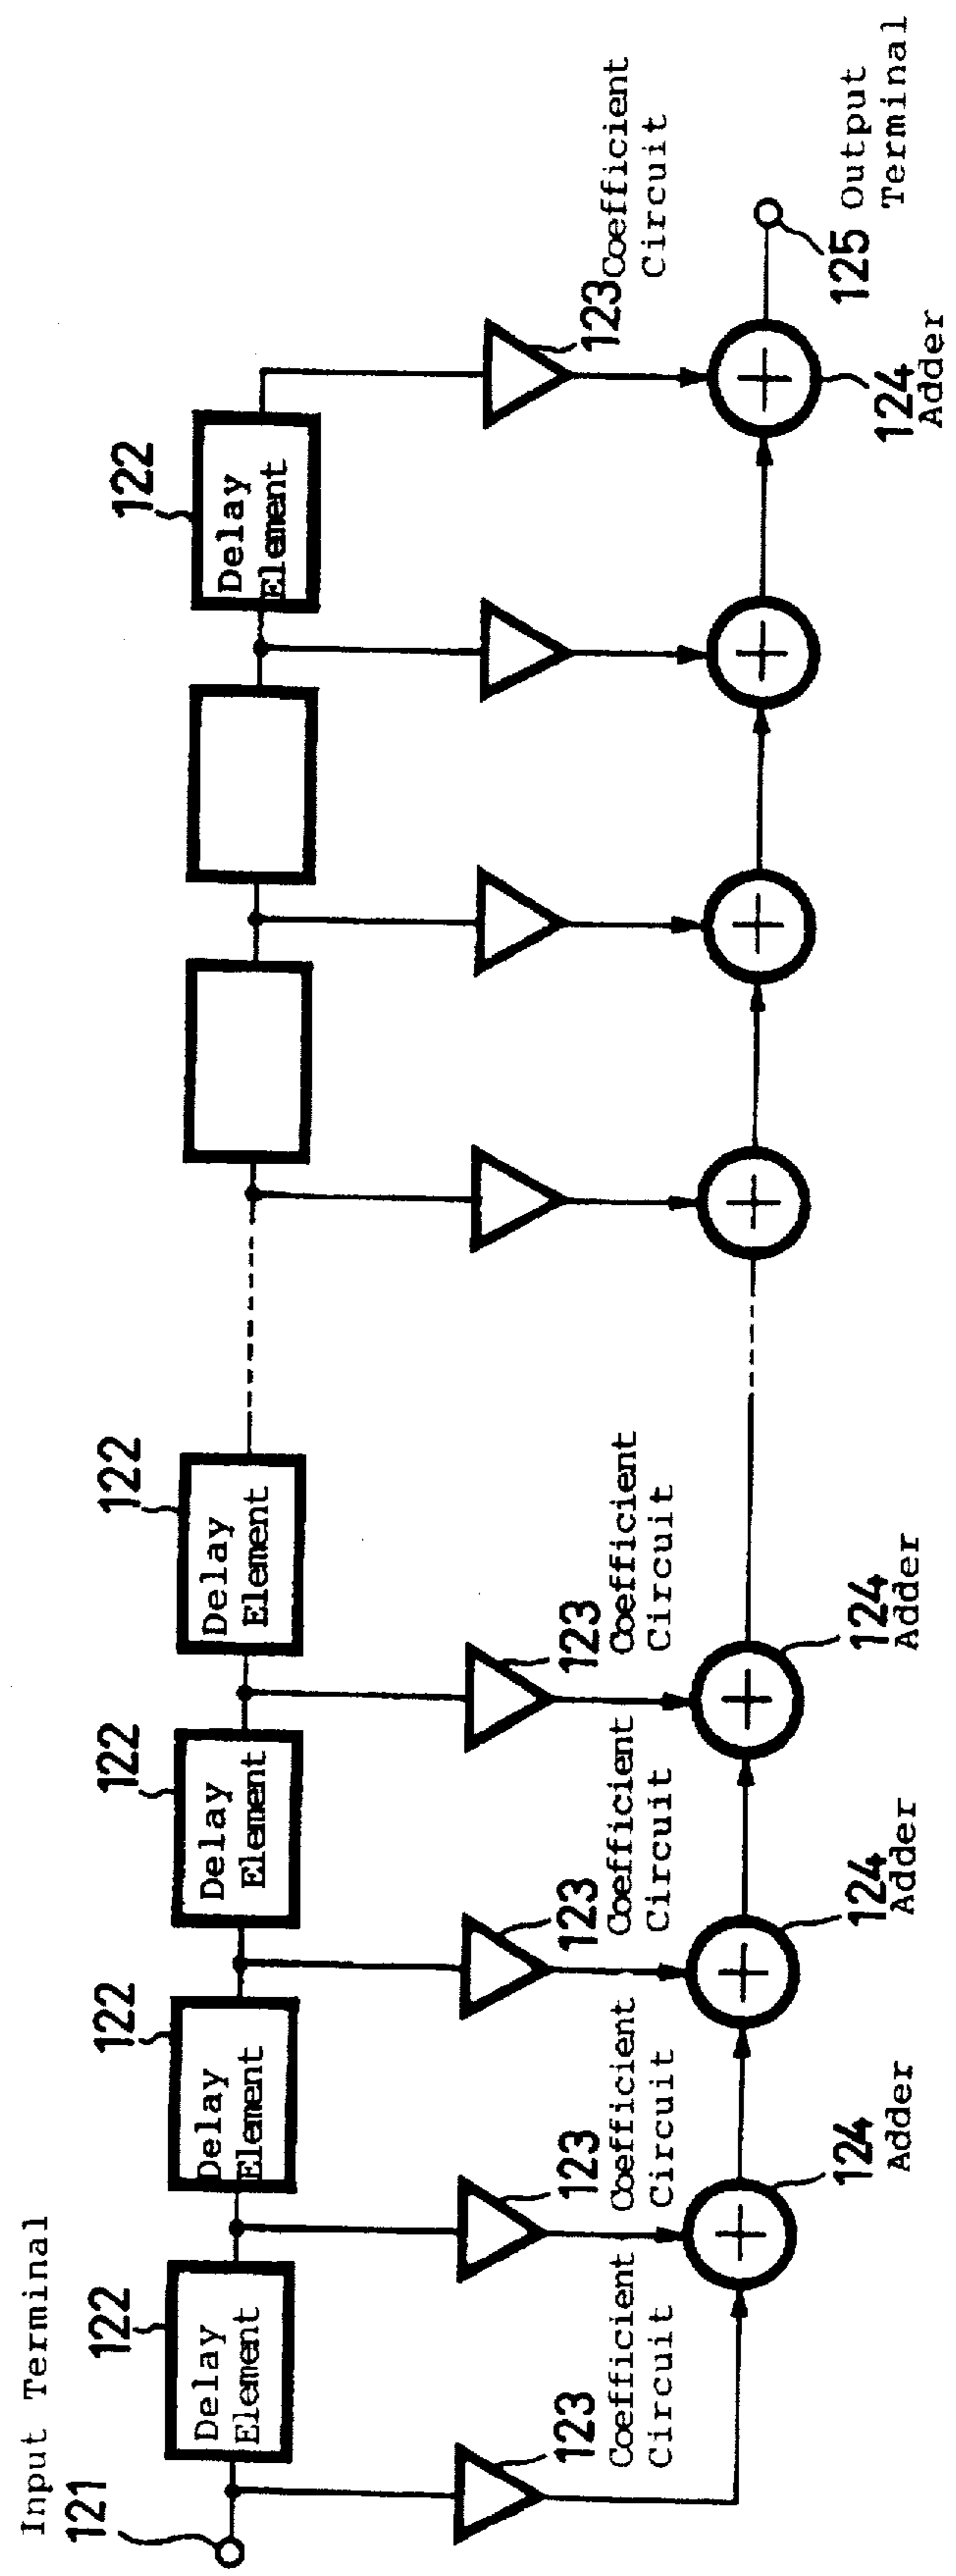 Input Terminal
121
122
122
122
122
122
Delay
Element
Delay
Element
Delay
Element
Delay
Element
Delay
Element
123
Coefficient
Circuit
123
Coefficient
Circuit
123
Coefficient
Circuit
123
Coefficient
Circuit
123
Coefficient
Circuit
124
Adder
124
Adder
124
Adder
124
Adder
125
Output
Terminal